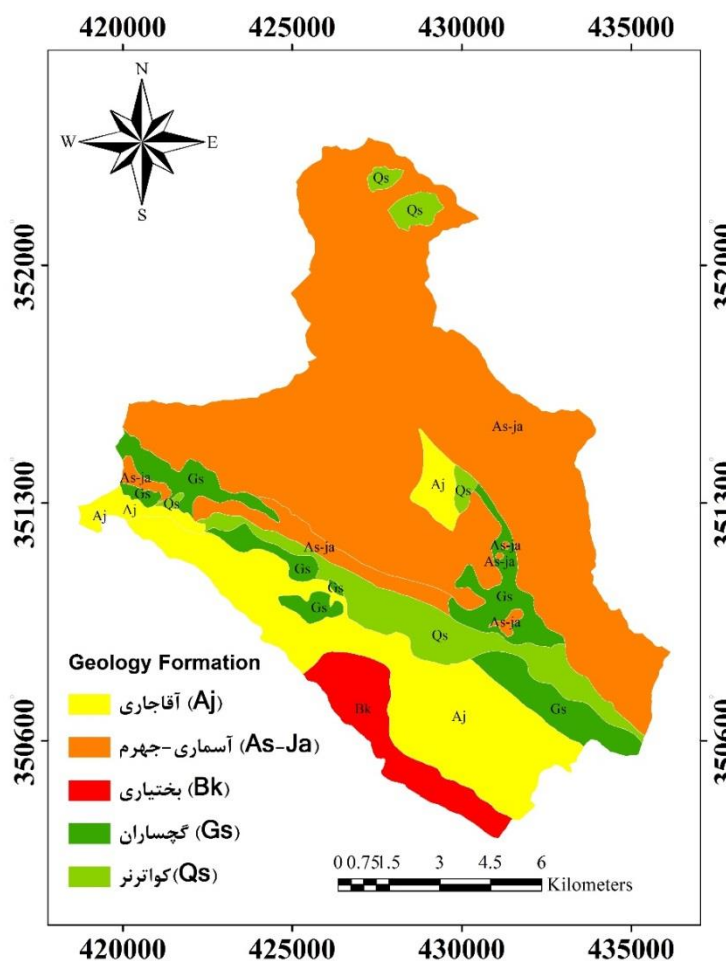 420000 425000 430000 435000
N
W E
S
Qs
Qs
352000 352000
As-ja
As-ja
Gs
Aj
Qs
Gs
Qs
351300 351300
Aj
Aj
As-ja
As-ja
As-ja
Gs
Gs
Gs
Gs
As-ja
Qs
Gs
Bk
Aj
350600 350600
Geology Formation
آقاجاری (Aj)
آسماری-جهرم (As-Ja)
بختیاری (Bk)
گچساران (Gs)
کواترنر(Qs)
0 0.751.5 3 4.5 6
Kilometers
420000 425000 430000 435000